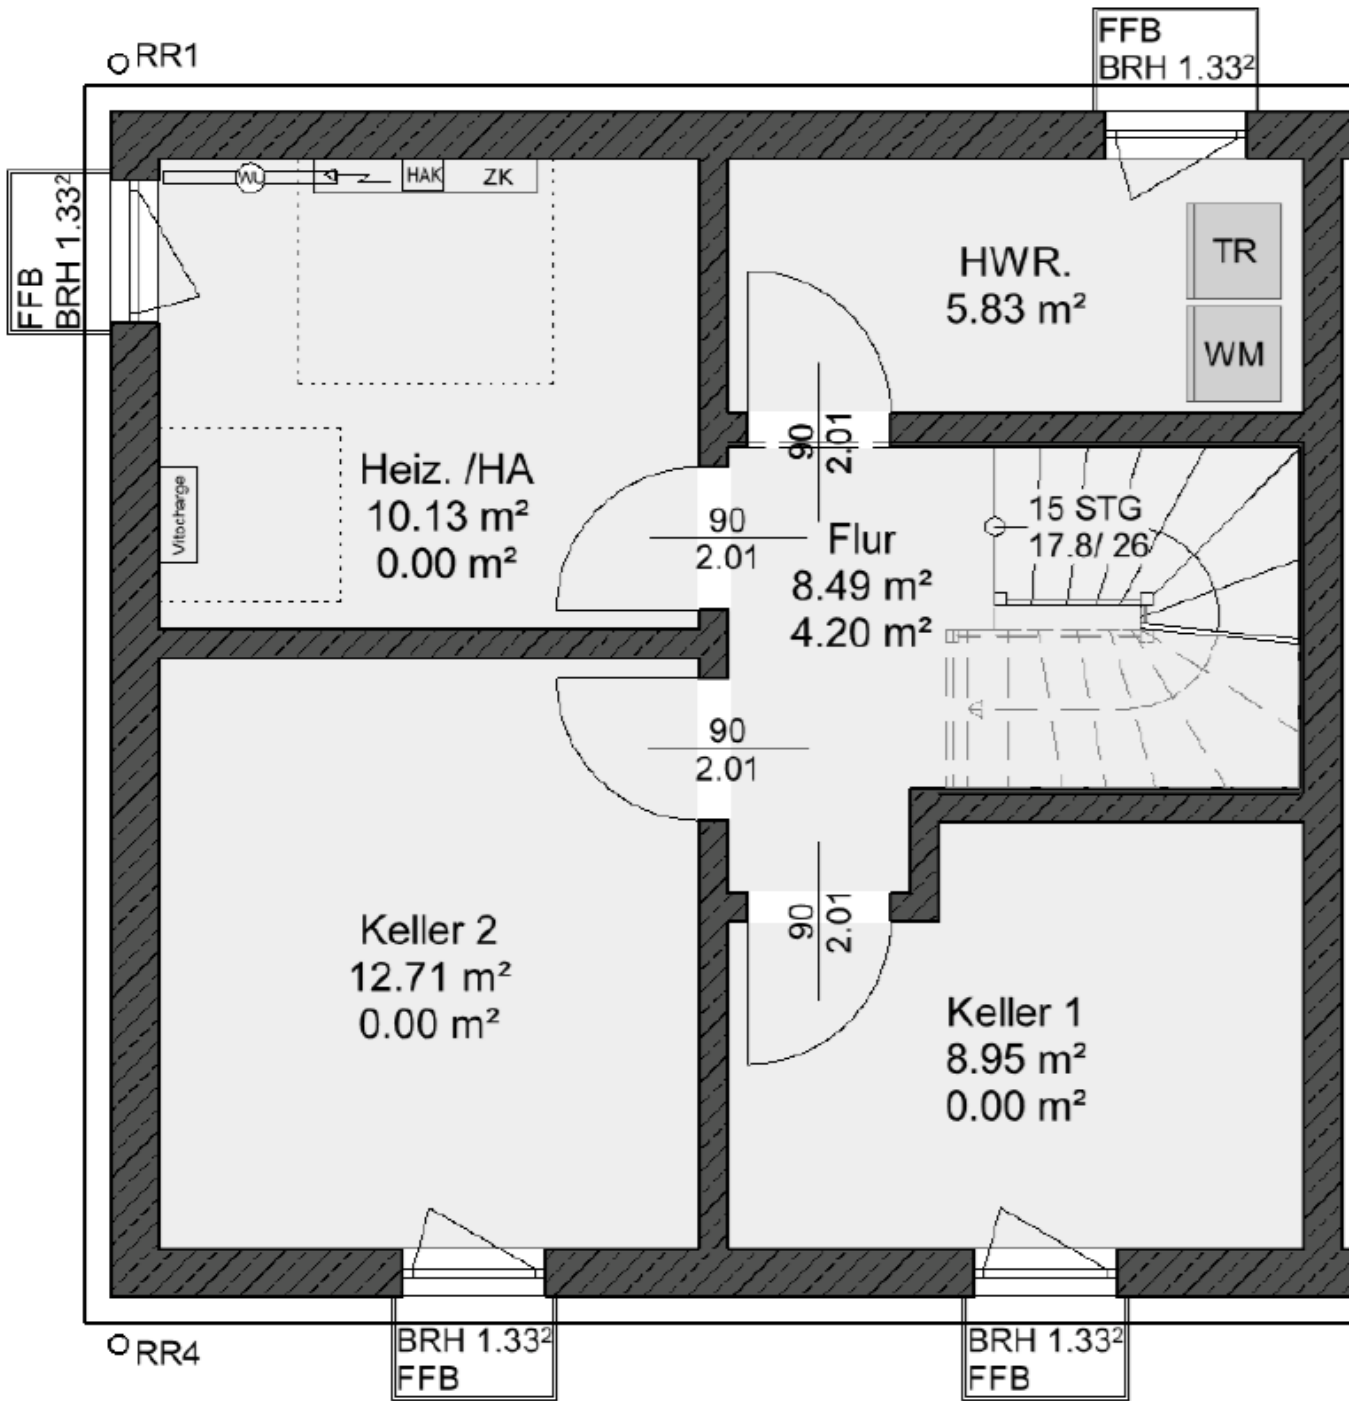 RR1
FFB
BRH 1.33²
FFB
BRH 1.33²
WU
HAK
ZK
HWR.
5.83 m²
TR
WM
90
2.01
Heiz. /HA
10.13 m²
0.00 m²
Vitocharge
90
2.01
Flur
8.49 m²
4.20 m²
15 STG
17.8/ 26
90
2.01
90
2.01
Keller 2
12.71 m²
0.00 m²
Keller 1
8.95 m²
0.00 m²
RR4
BRH 1.33²
FFB
BRH 1.33²
FFB